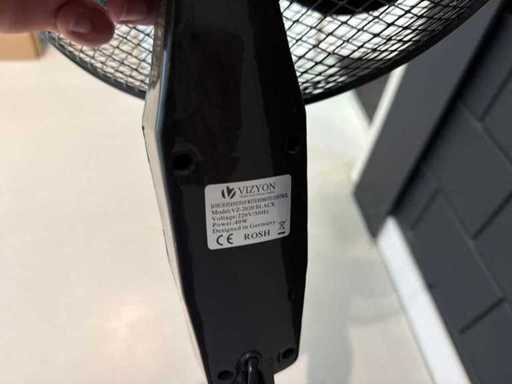 VIZYON
Model: VZ-2020 BLACK
Voltage: 220V/50Hz
Power: 40W
Designed in Germany
CE ROSH